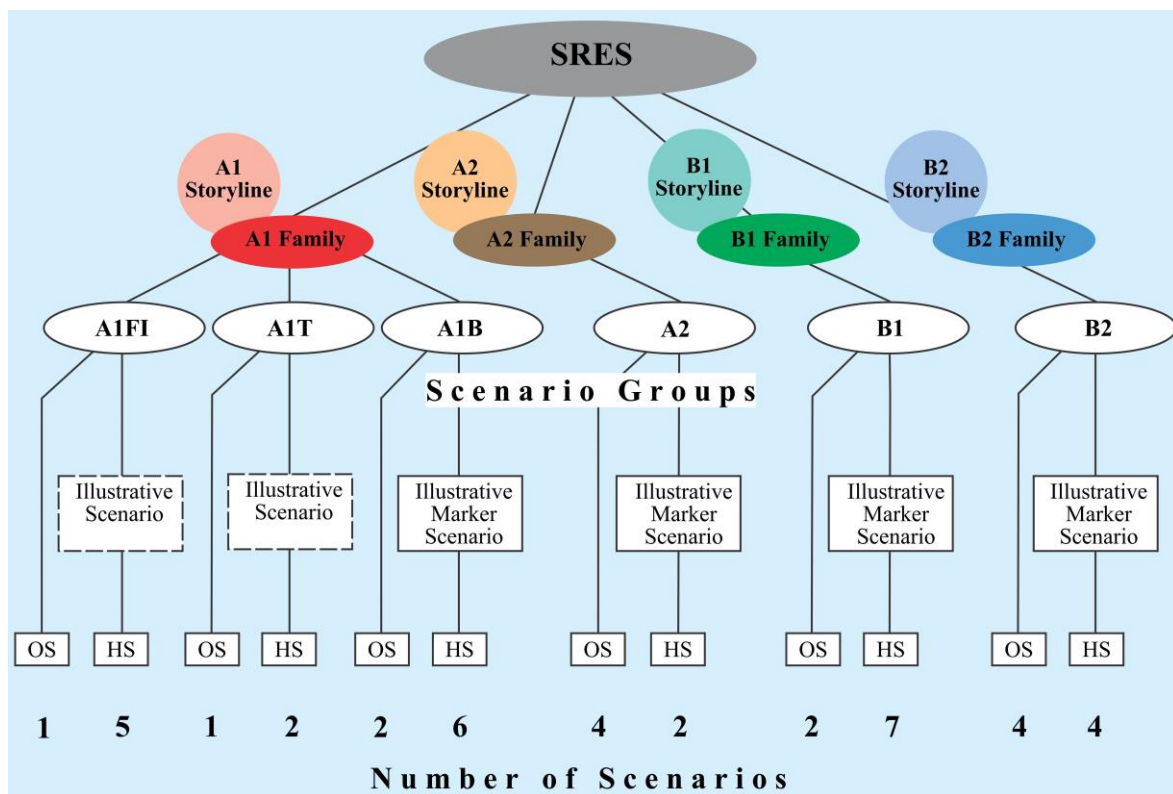 SRES
A1
Storyline
A2
Storyline
B1
Storyline
B2
Storyline
A1 Family
A2 Family
B1 Family
B2 Family
A1FI
A1T
A1B
A2
B1
B2
Scenario Groups
Illustrative
Scenario
Illustrative
Scenario
Illustrative
Marker
Scenario
Illustrative
Marker
Scenario
Illustrative
Marker
Scenario
Illustrative
Marker
Scenario
OS HS OS HS OS HS OS HS OS HS OS HS
1 5 1 2 2 6 4 2 2 7 4 4
Number of Scenarios